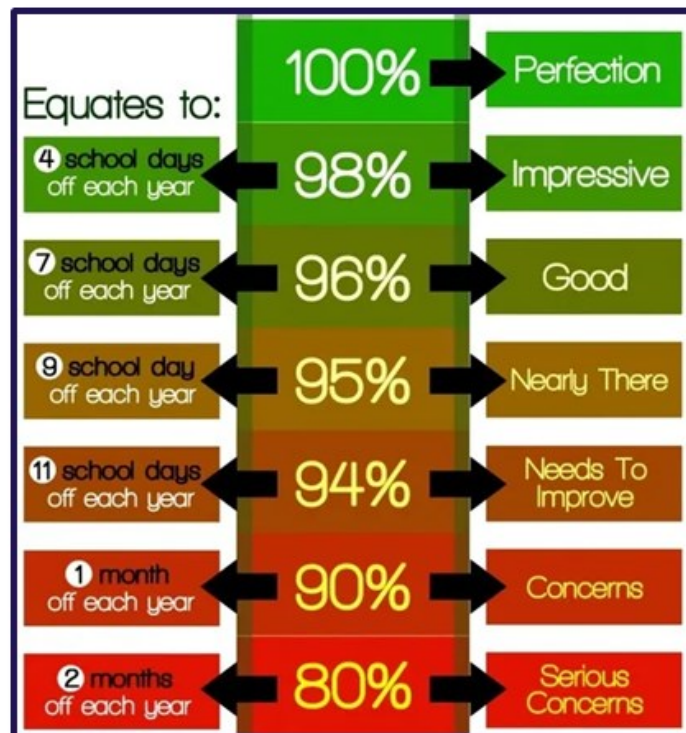 100%
Perfection
Equates to:
4 school days
off each year
98%
Impressive
7 school days
off each year
96%
Good
9 school day
off each year
95%
Nearly There
11 school days
off each year
94%
Needs To
Improve
1 month
off each year
90%
Concerns
2 months
off each year
80%
Serious
Concerns